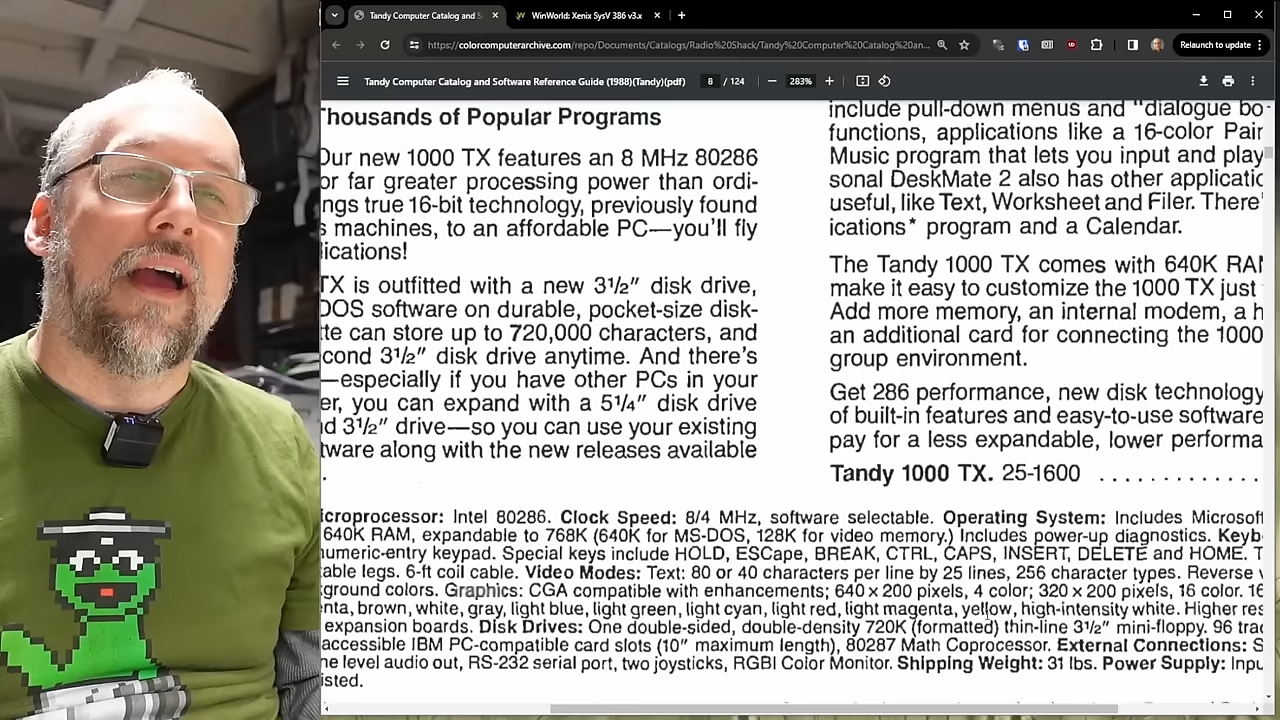 Tandy Computer Catalog and S
WinWorld: Xenix SysV 386 v3.x
https://colorcomputerarchive.com/repo/Documents/Catalogs/Radio%20Shack/Tandy%20Computer%20Catalog%20an...
Relaunch to update
Tandy Computer Catalog and Software Reference Guide (1988)(Tandy)(pdf)
8 / 124
283%
Thousands of Popular Programs
Our new 1000 TX features an 8 MHz 80286
or far greater processing power than ordi-
ngs true 16-bit technology, previously found
s machines, to an affordable PC—you'll fly
lications!
TX is outfitted with a new 3½" disk drive,
DOS software on durable, pocket-size disk-
te can store up to 720,000 characters, and
cond 3½" disk drive anytime. And there's
—especially if you have other PCs in your
er, you can expand with a 5¼" disk drive
d 3½" drive—so you can use your existing
tware along with the new releases available
.
include pull-down menus and "dialogue bo
functions, applications like a 16-color Pain
Music program that lets you input and play
sonal DeskMate 2 also has other applicatio
useful, like Text, Worksheet and Filer. There'
ications* program and a Calendar.
The Tandy 1000 TX comes with 640K RAM
make it easy to customize the 1000 TX just
Add more memory, an internal modem, a h
an additional card for connecting the 1000
group environment.
Get 286 performance, new disk technology
of built-in features and easy-to-use software
pay for a less expandable, lower performa
Tandy 1000 TX. 25-1600 . . . . . . . . . . . .
icroprocessor: Intel 80286. Clock Speed: 8/4 MHz, software selectable. Operating System: Includes Microsoft
640K RAM, expandable to 768K (640K for MS-DOS, 128K for video memory.) Includes power-up diagnostics. Keyb
numeric-entry keypad. Special keys include HOLD, ESCape, BREAK, CTRL, CAPS, INSERT, DELETE and HOME. T
table legs. 6-ft coil cable. Video Modes: Text: 80 or 40 characters per line by 25 lines, 256 character types. Reverse v
kground colors. Graphics: CGA compatible with enhancements; 640 × 200 pixels, 4 color; 320 × 200 pixels, 16 color. 16
enta, brown, white, gray, light blue, light green, light cyan, light red, light magenta, yellow, high-intensity white. Higher res
expansion boards. Disk Drives: One double-sided, double-density 720K (formatted) thin-line 3½" mini-floppy. 96 trac
accessible IBM PC-compatible card slots (10" maximum length), 80287 Math Coprocessor. External Connections: S
ne level audio out, RS-232 serial port, two joysticks, RGBI Color Monitor. Shipping Weight: 31 lbs. Power Supply: Inpu
isted.